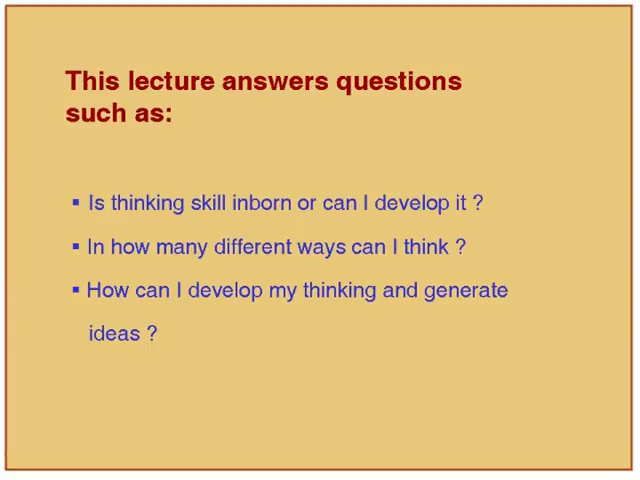 This lecture answers questions
such as:
▪ Is thinking skill inborn or can I develop it ?
▪ In how many different ways can I think ?
▪ How can I develop my thinking and generate
ideas ?